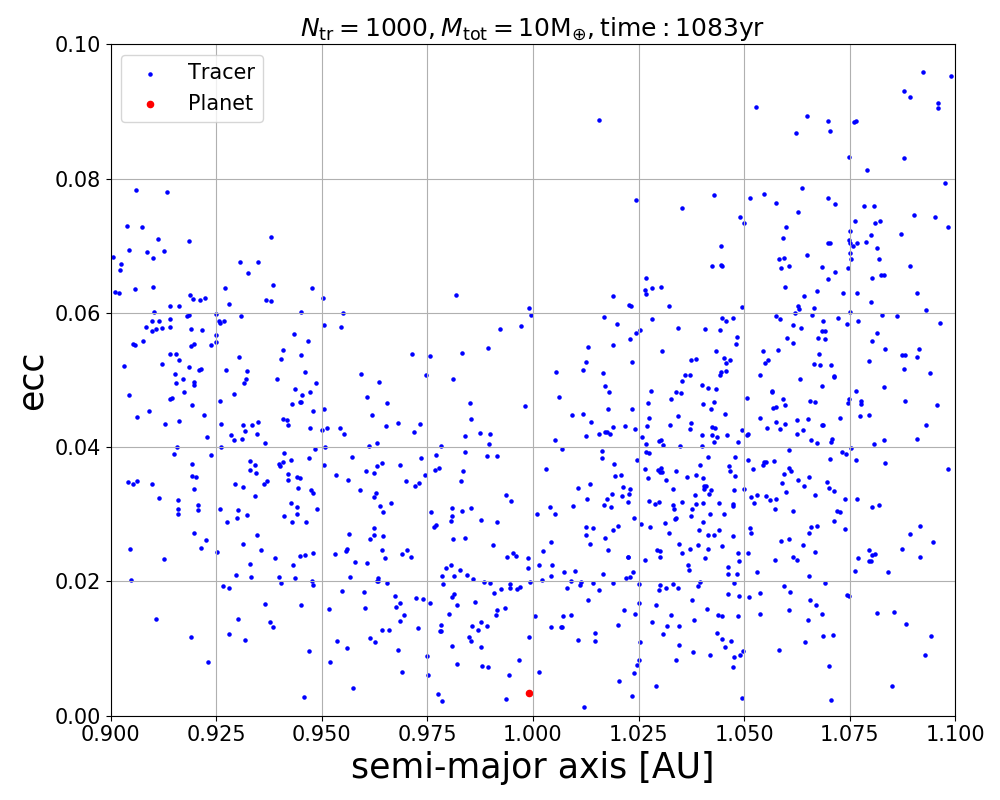 N_tr = 1000, M_tot = 10M_⊕, time : 1083yr
0.10
Tracer
Planet
0.08
0.06
ecc
0.04
0.02
0.00
0.900 0.925 0.950 0.975 1.000 1.025 1.050 1.075 1.100
semi-major axis [AU]